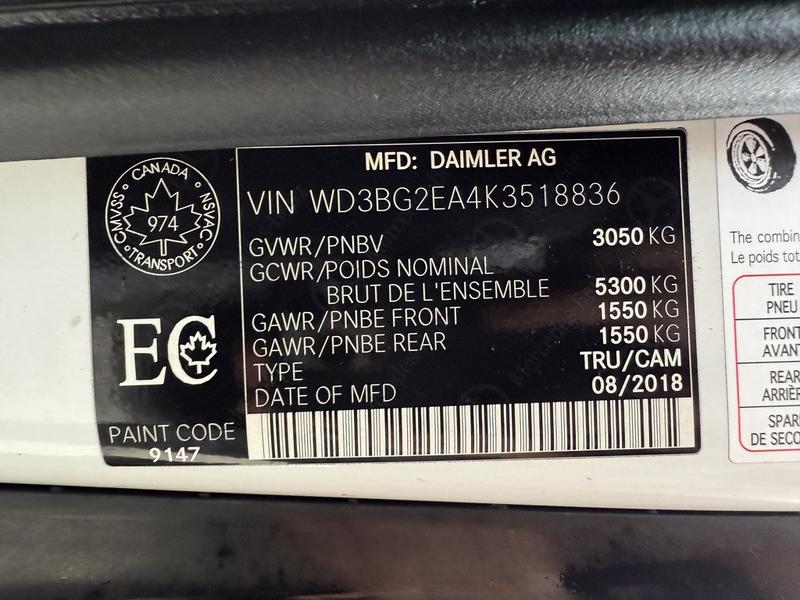 CANADA
CMVSS
NSVAC
974
TRANSPORT
EC
PAINT CODE
9147
MFD: DAIMLER AG
VIN WD3BG2EA4K3518836
GVWR/PNBV 3050 KG
GCWR/POIDS NOMINAL
BRUT DE L'ENSEMBLE 5300 KG
GAWR/PNBE FRONT 1550 KG
GAWR/PNBE REAR 1550 KG
TYPE TRU/CAM
DATE OF MFD 08/2018
The combin
Le poids tot
TIRE
PNEU
FRONT
AVANT
REAR
ARRIÈR
SPAR
DE SECO